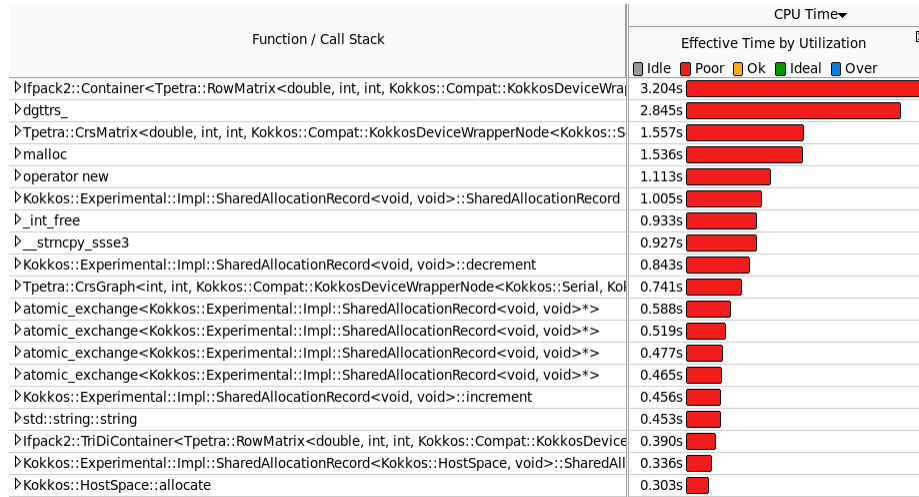 Function / Call Stack
CPU Time
Effective Time by Utilization
Idle Poor Ok Ideal Over
Ifpack2::Container<Tpetra::RowMatrix<double, int, int, Kokkos::Compat::KokkosDeviceWrap 3.204s
dgttrs_ 2.845s
Tpetra::CrsMatrix<double, int, int, Kokkos::Compat::KokkosDeviceWrapperNode<Kokkos::S 1.557s
malloc 1.536s
operator new 1.113s
Kokkos::Experimental::Impl::SharedAllocationRecord<void, void>::SharedAllocationRecord 1.005s
_int_free 0.933s
__strncpy_ssse3 0.927s
Kokkos::Experimental::Impl::SharedAllocationRecord<void, void>::decrement 0.843s
Tpetra::CrsGraph<int, int, Kokkos::Compat::KokkosDeviceWrapperNode<Kokkos::Serial, Kok 0.741s
atomic_exchange<Kokkos::Experimental::Impl::SharedAllocationRecord<void, void>*> 0.588s
atomic_exchange<Kokkos::Experimental::Impl::SharedAllocationRecord<void, void>*> 0.519s
atomic_exchange<Kokkos::Experimental::Impl::SharedAllocationRecord<void, void>*> 0.477s
atomic_exchange<Kokkos::Experimental::Impl::SharedAllocationRecord<void, void>*> 0.465s
Kokkos::Experimental::Impl::SharedAllocationRecord<void, void>::increment 0.456s
std::string::string 0.453s
Ifpack2::TriDiContainer<Tpetra::RowMatrix<double, int, int, Kokkos::Compat::KokkosDevice 0.390s
Kokkos::Experimental::Impl::SharedAllocationRecord<Kokkos::HostSpace, void>::SharedAll 0.336s
Kokkos::HostSpace::allocate 0.303s